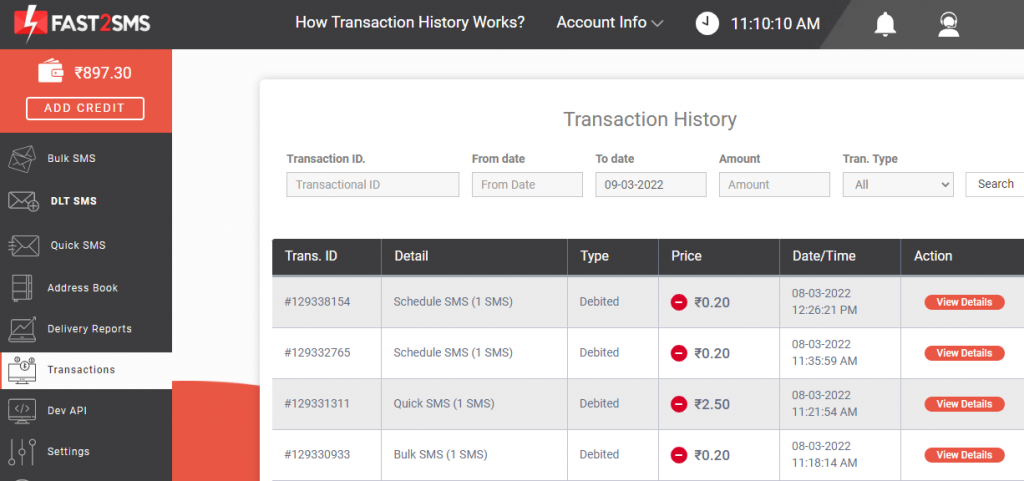 FAST2SMS
How Transaction History Works?
Account Info
11:10:10 AM
₹897.30
ADD CREDIT
Bulk SMS
DLT SMS
Quick SMS
Address Book
Delivery Reports
Transactions
Dev API
Settings
Transaction History
Transaction ID. From date To date Amount Tran. Type
Transactional ID From Date 09-03-2022 Amount All Search
Trans. ID Detail Type Price Date/Time Action
#129338154 Schedule SMS (1 SMS) Debited ₹0.20 08-03-2022 View Details
12:26:21 PM
#129332765 Schedule SMS (1 SMS) Debited ₹0.20 08-03-2022 View Details
11:35:59 AM
#129331311 Quick SMS (1 SMS) Debited ₹2.50 08-03-2022 View Details
11:21:54 AM
#129330933 Bulk SMS (1 SMS) Debited ₹0.20 08-03-2022 View Details
11:18:14 AM